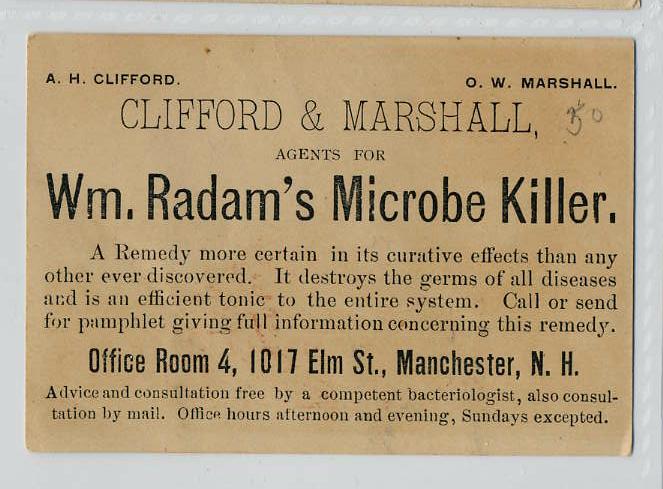 A. H. CLIFFORD. O. W. MARSHALL.
CLIFFORD & MARSHALL, 50
AGENTS FOR
Wm. Radam's Microbe Killer.
A Remedy more certain in its curative effects than any
other ever discovered. It destroys the germs of all diseases
and is an efficient tonic to the entire system. Call or send
for pamphlet giving full information concerning this remedy.
Office Room 4, 1017 Elm St., Manchester, N. H.
Advice and consultation free by a competent bacteriologist, also consul-
tation by mail. Office hours afternoon and evening, Sundays excepted.